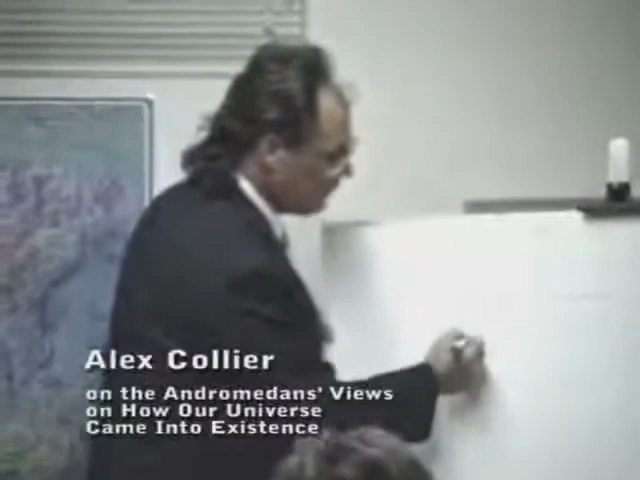 Alex Collier
on the Andromedans' Views
on How Our Universe
Came Into Existence